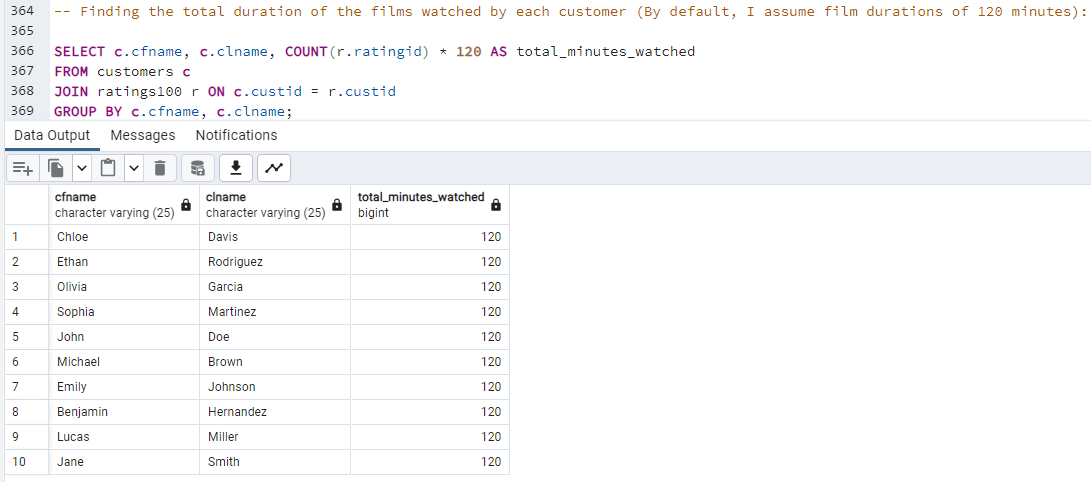 364 -- Finding the total duration of the films watched by each customer (By default, I assume film durations of 120 minutes):
365
366 SELECT c.cfname, c.clname, COUNT(r.ratingid) * 120 AS total_minutes_watched
367 FROM customers c
368 JOIN ratings100 r ON c.custid = r.custid
369 GROUP BY c.cfname, c.clname;
Data Output Messages Notifications
cfname clname total_minutes_watched
character varying (25) character varying (25) bigint
1 Chloe Davis 120
2 Ethan Rodriguez 120
3 Olivia Garcia 120
4 Sophia Martinez 120
5 John Doe 120
6 Michael Brown 120
7 Emily Johnson 120
8 Benjamin Hernandez 120
9 Lucas Miller 120
10 Jane Smith 120